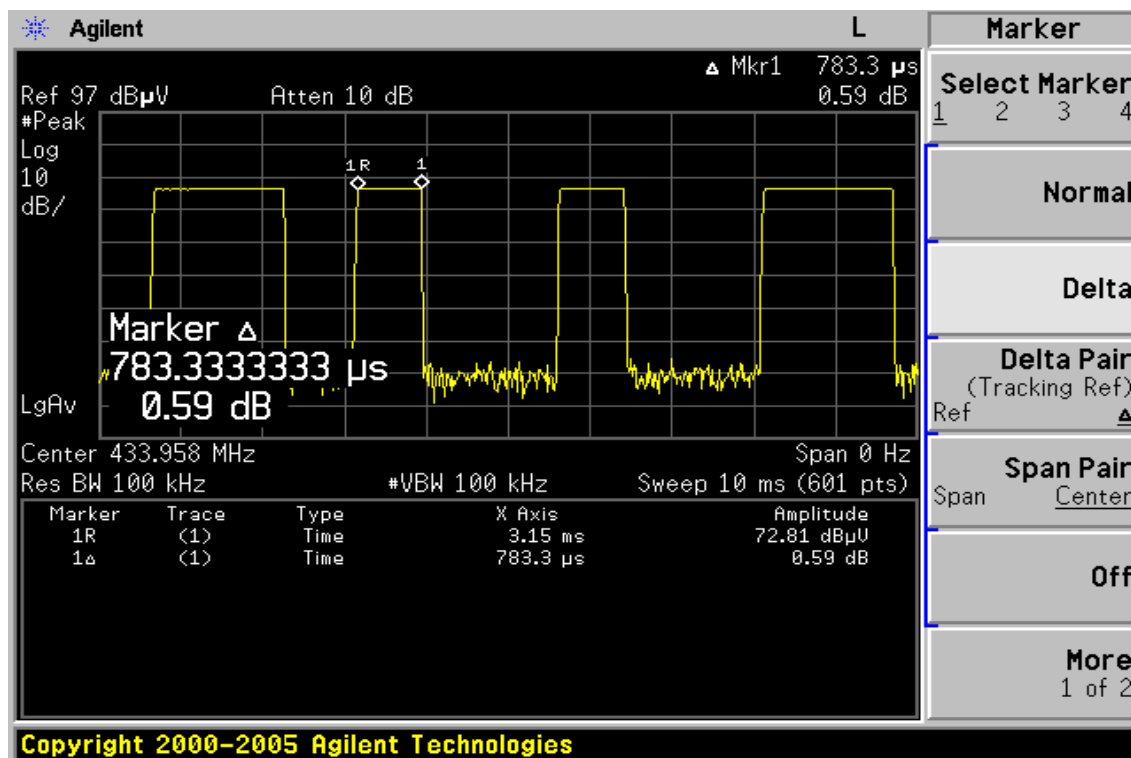 Agilent L
Marker
Δ Mkr1 783.3 µs
Ref 97 dBµV Atten 10 dB 0.59 dB
#Peak
Log
10
dB/
1R 1
Marker Δ
783.3333333 µs
0.59 dB
LgAv
Center 433.958 MHz Span 0 Hz
Res BW 100 kHz #VBW 100 kHz Sweep 10 ms (601 pts)
Marker Trace Type X Axis Amplitude
1R (1) Time 3.15 ms 72.81 dBµV
1Δ (1) Time 783.3 µs 0.59 dB
Select Marker
1 2 3 4
Normal
Delta
Delta Pair
(Tracking Ref)
Ref Δ
Span Pair
Span Center
Off
More
1 of 2
Copyright 2000-2005 Agilent Technologies